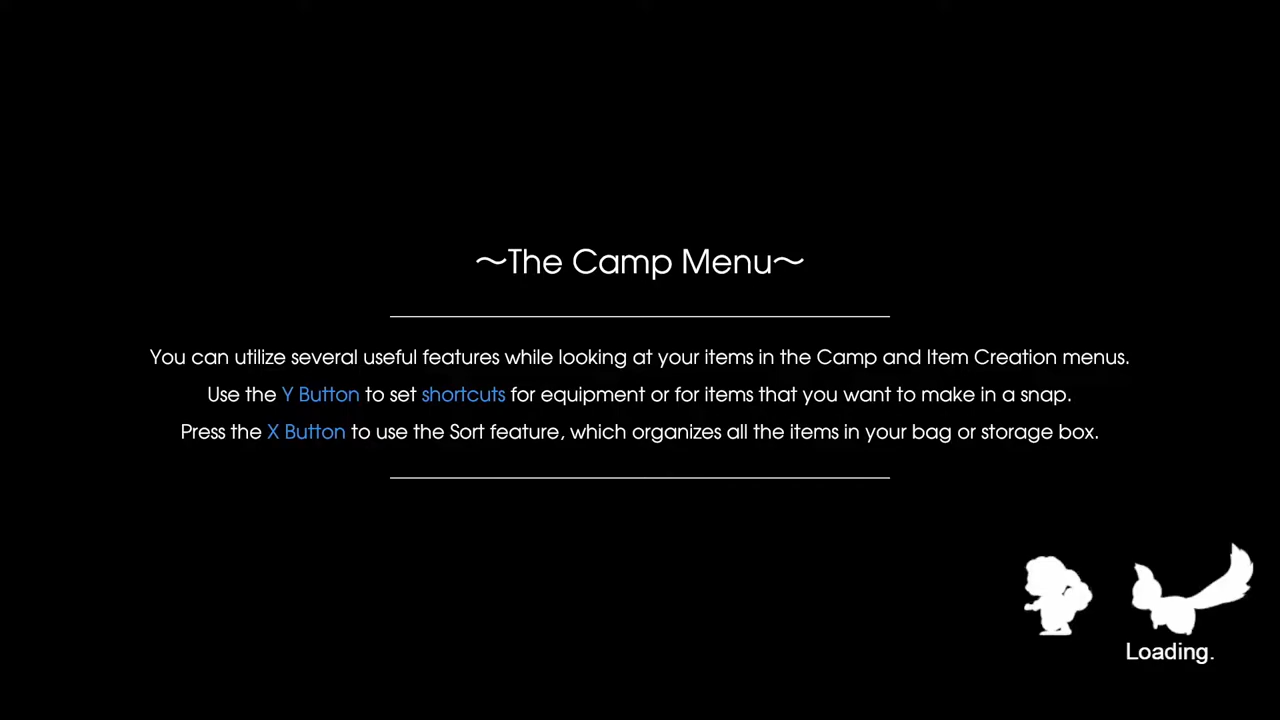 ～The Camp Menu～
You can utilize several useful features while looking at your items in the Camp and Item Creation menus.
Use the Y Button to set shortcuts for equipment or for items that you want to make in a snap.
Press the X Button to use the Sort feature, which organizes all the items in your bag or storage box.
Loading.